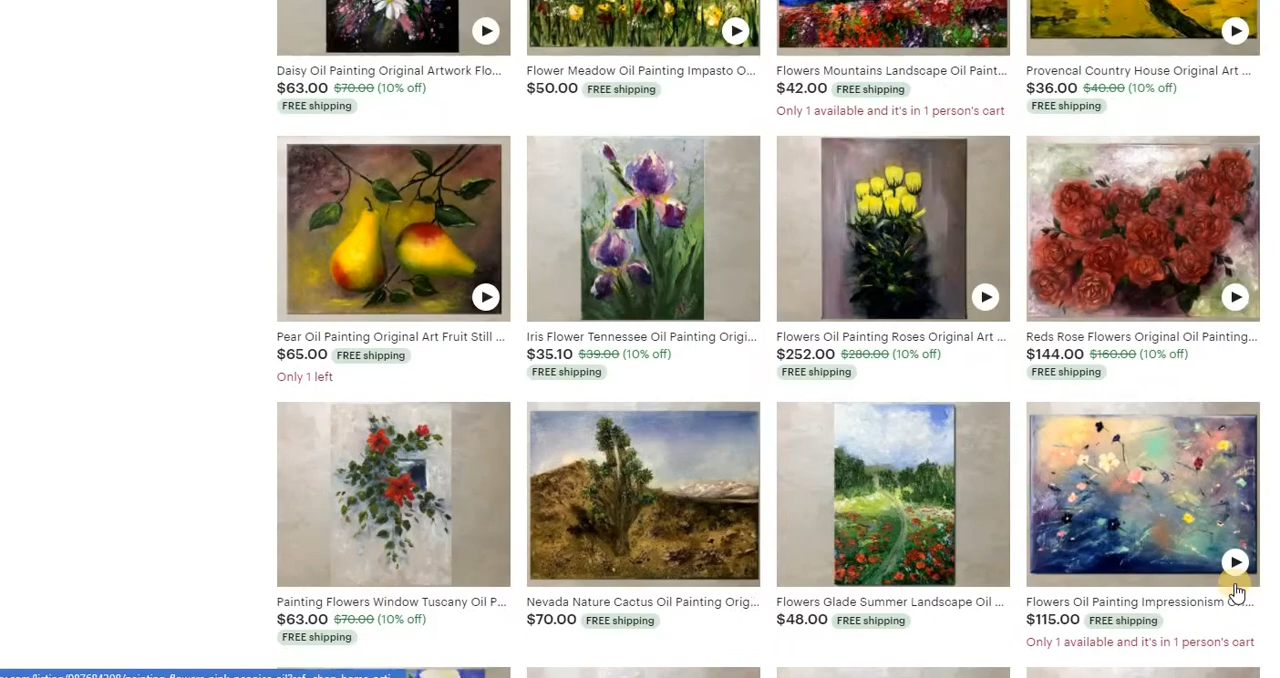 Daisy Oil Painting Original Artwork Flo...
$63.00 $70.00 (10% off)
FREE shipping
Flower Meadow Oil Painting Impasto O...
$50.00 FREE shipping
Flowers Mountains Landscape Oil Paint...
$42.00 FREE shipping
Only 1 available and it's in 1 person's cart
Provencal Country House Original Art ...
$36.00 $40.00 (10% off)
FREE shipping
Pear Oil Painting Original Art Fruit Still ...
$65.00 FREE shipping
Only 1 left
Iris Flower Tennessee Oil Painting Origi...
$35.10 $39.00 (10% off)
FREE shipping
Flowers Oil Painting Roses Original Art ...
$252.00 $280.00 (10% off)
FREE shipping
Reds Rose Flowers Original Oil Painting...
$144.00 $160.00 (10% off)
FREE shipping
Painting Flowers Window Tuscany Oil P...
$63.00 $70.00 (10% off)
FREE shipping
Nevada Nature Cactus Oil Painting Orig...
$70.00 FREE shipping
Flowers Glade Summer Landscape Oil ...
$48.00 FREE shipping
Flowers Oil Painting Impressionism
$115.00 FREE shipping
Only 1 available and it's in 1 person's cart